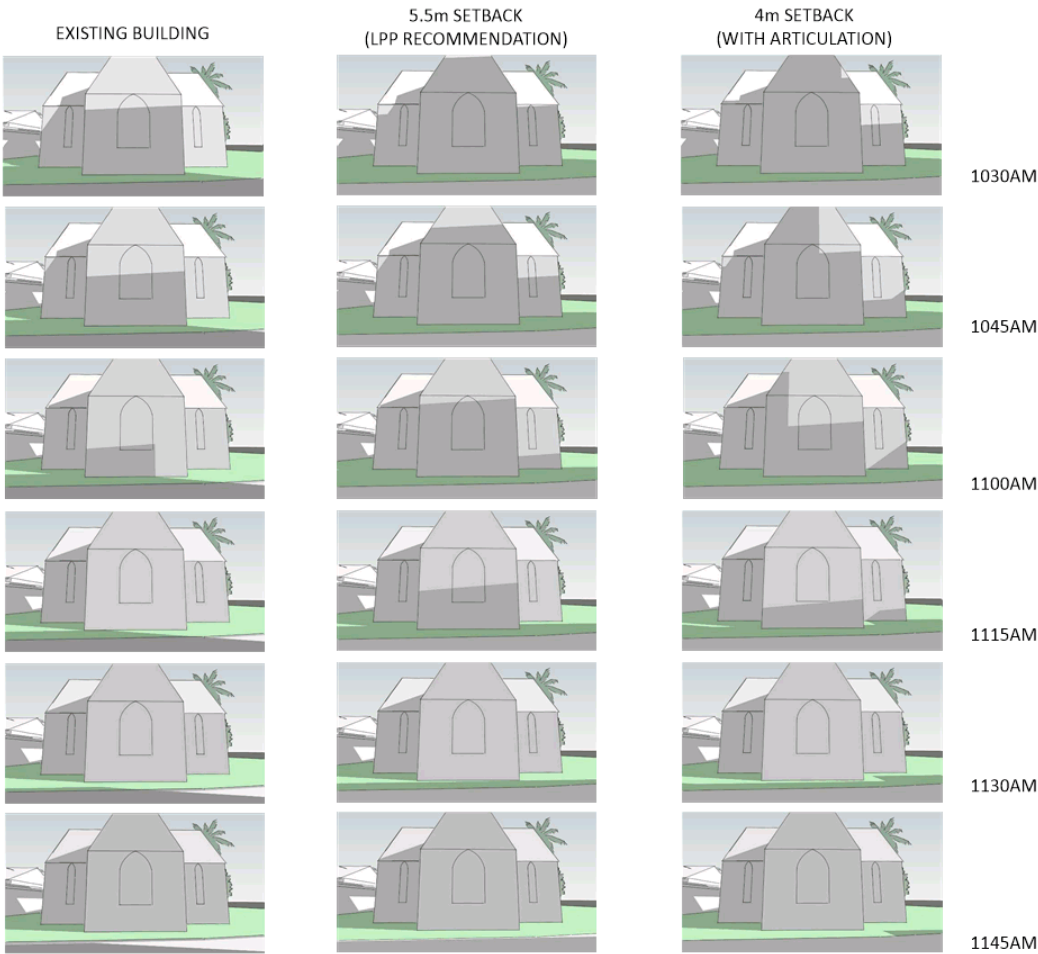 EXISTING BUILDING
5.5m SETBACK
(LPP RECOMMENDATION)
4m SETBACK
(WITH ARTICULATION)
1030AM
1045AM
1100AM
1115AM
1130AM
1145AM